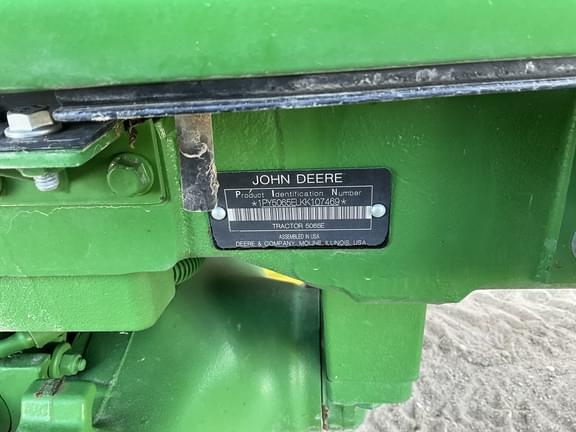 JOHN DEERE
Product Identification Number
*1PY5065ELKK107469*
TRACTOR 5065E
ASSEMBLED IN USA
DEERE & COMPANY, MOLINE, ILLINOIS, USA